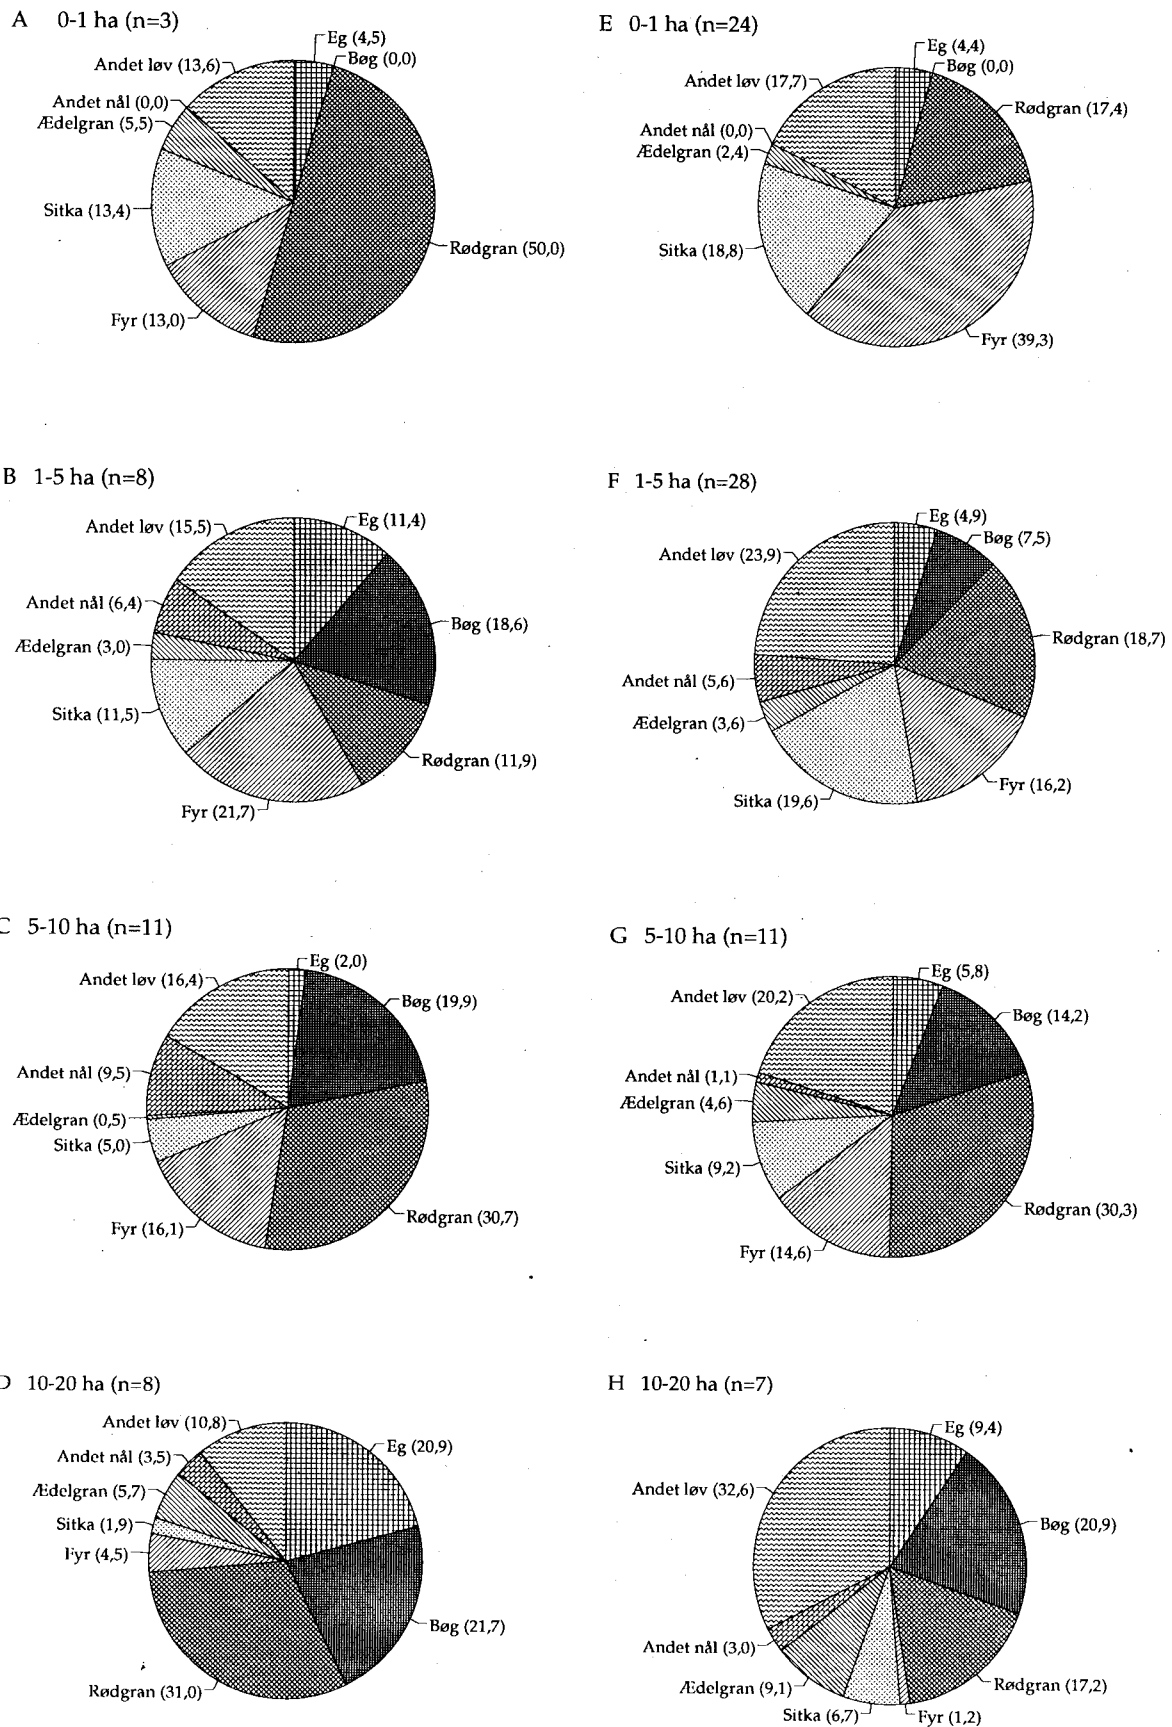 A 0-1 ha (n=3)
Eg (4,5)
Bøg (0,0)
Andet løv (13,6)
Andet nål (0,0)
Ædelgran (5,5)
Sitka (13,4)
Rødgran (50,0)
Fyr (13,0)
E 0-1 ha (n=24)
Eg (4,4)
Bøg (0,0)
Andet løv (17,7)
Rødgran (17,4)
Andet nål (0,0)
Ædelgran (2,4)
Sitka (18,8)
Fyr (39,3)
B 1-5 ha (n=8)
Andet løv (15,5)
Eg (11,4)
Andet nål (6,4)
Bøg (18,6)
Ædelgran (3,0)
Sitka (11,5)
Rødgran (11,9)
Fyr (21,7)
F 1-5 ha (n=28)
Eg (4,9)
Bøg (7,5)
Andet løv (23,9)
Rødgran (18,7)
Andet nål (5,6)
Ædelgran (3,6)
Fyr (16,2)
Sitka (19,6)
C 5-10 ha (n=11)
Eg (2,0)
Andet løv (16,4)
Bøg (19,9)
Andet nål (9,5)
Ædelgran (0,5)
Sitka (5,0)
Rødgran (30,7)
Fyr (16,1)
G 5-10 ha (n=11)
Eg (5,8)
Andet løv (20,2)
Bøg (14,2)
Andet nål (1,1)
Ædelgran (4,6)
Sitka (9,2)
Rødgran (30,3)
Fyr (14,6)
D 10-20 ha (n=8)
Andet løv (10,8)
Eg (20,9)
Andet nål (3,5)
Ædelgran (5,7)
Sitka (1,9)
Fyr (4,5)
Bøg (21,7)
Rødgran (31,0)
H 10-20 ha (n=7)
Eg (9,4)
Andet løv (32,6)
Bøg (20,9)
Andet nål (3,0)
Ædelgran (9,1)
Rødgran (17,2)
Sitka (6,7)
Fyr (1,2)